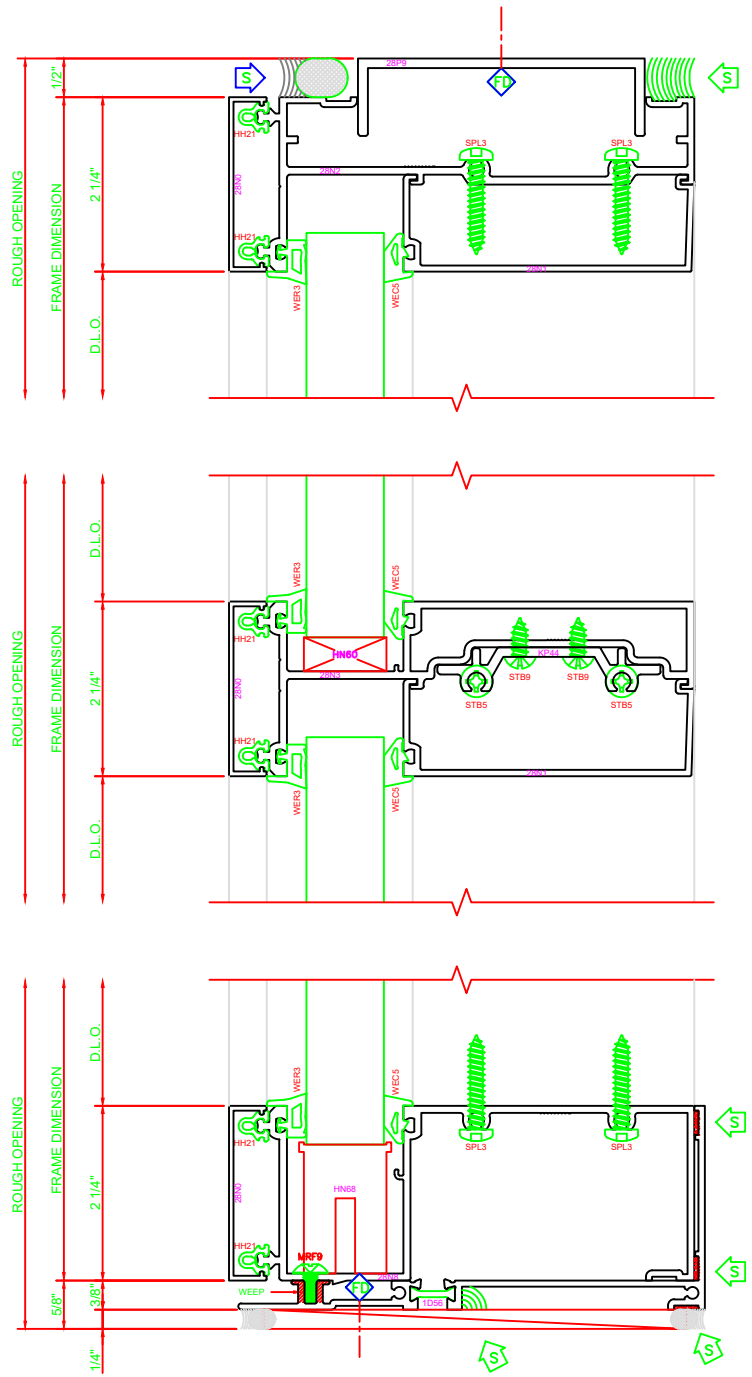 ROUGH OPENING
FRAME DIMENSION
1/2"
2 1/4"
D.L.O.
S
28P9
FD
S
HH21
28N0
HH21
28N2
SPL3
SPL3
WER3
WEC5
28N1
ROUGH OPENING
FRAME DIMENSION
D.L.O.
2 1/4"
D.L.O.
WER3
WEC5
HH21
28N0
HH21
HN60
28N3
KP44
STB9
STB9
STB5
STB5
WER3
WEC5
28N1
ROUGH OPENING
FRAME DIMENSION
D.L.O.
2 1/4"
5/8"
3/8"
1/4"
WER3
WEC5
HH21
28N0
HH21
SPL3
SPL3
S
HN68
MRF9
28N8
S
WEEP
FD
1D56
S
S